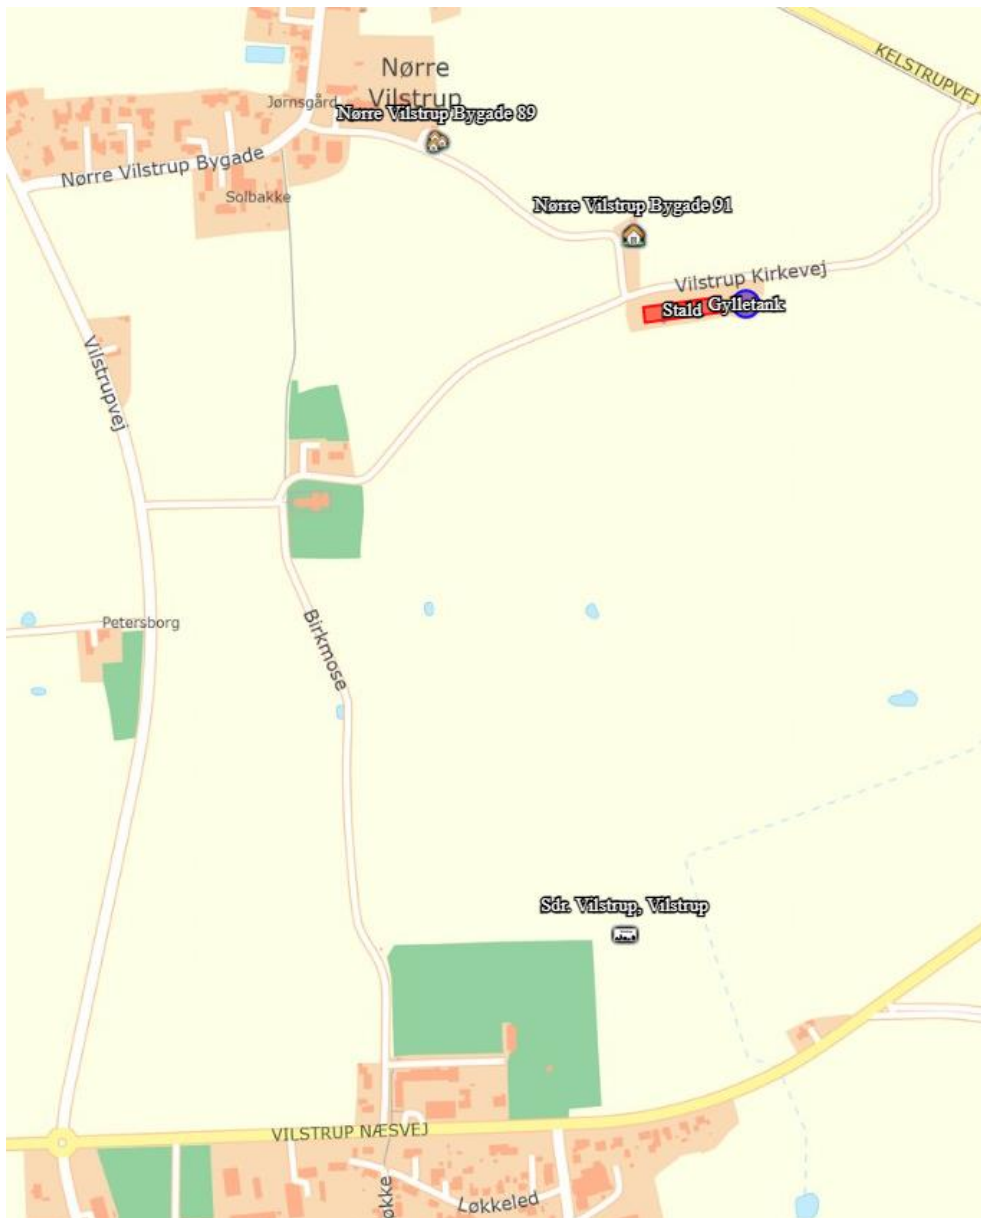 KELSTRUPVEJ
Nørre
Vilstrup
Jørnsgård
Nørre Vilstrup Bygade 89
Nørre Vilstrup Bygade
Solbakke
Nørre Vilstrup Bygade 91
Vilstrup Kirkevej
Stald
Gylletank
Vilstrupvej
Petersborg
Birkmose
Sdr. Vilstrup, Vilstrup
VILSTRUP NÆSVEJ
økke
Løkkeled